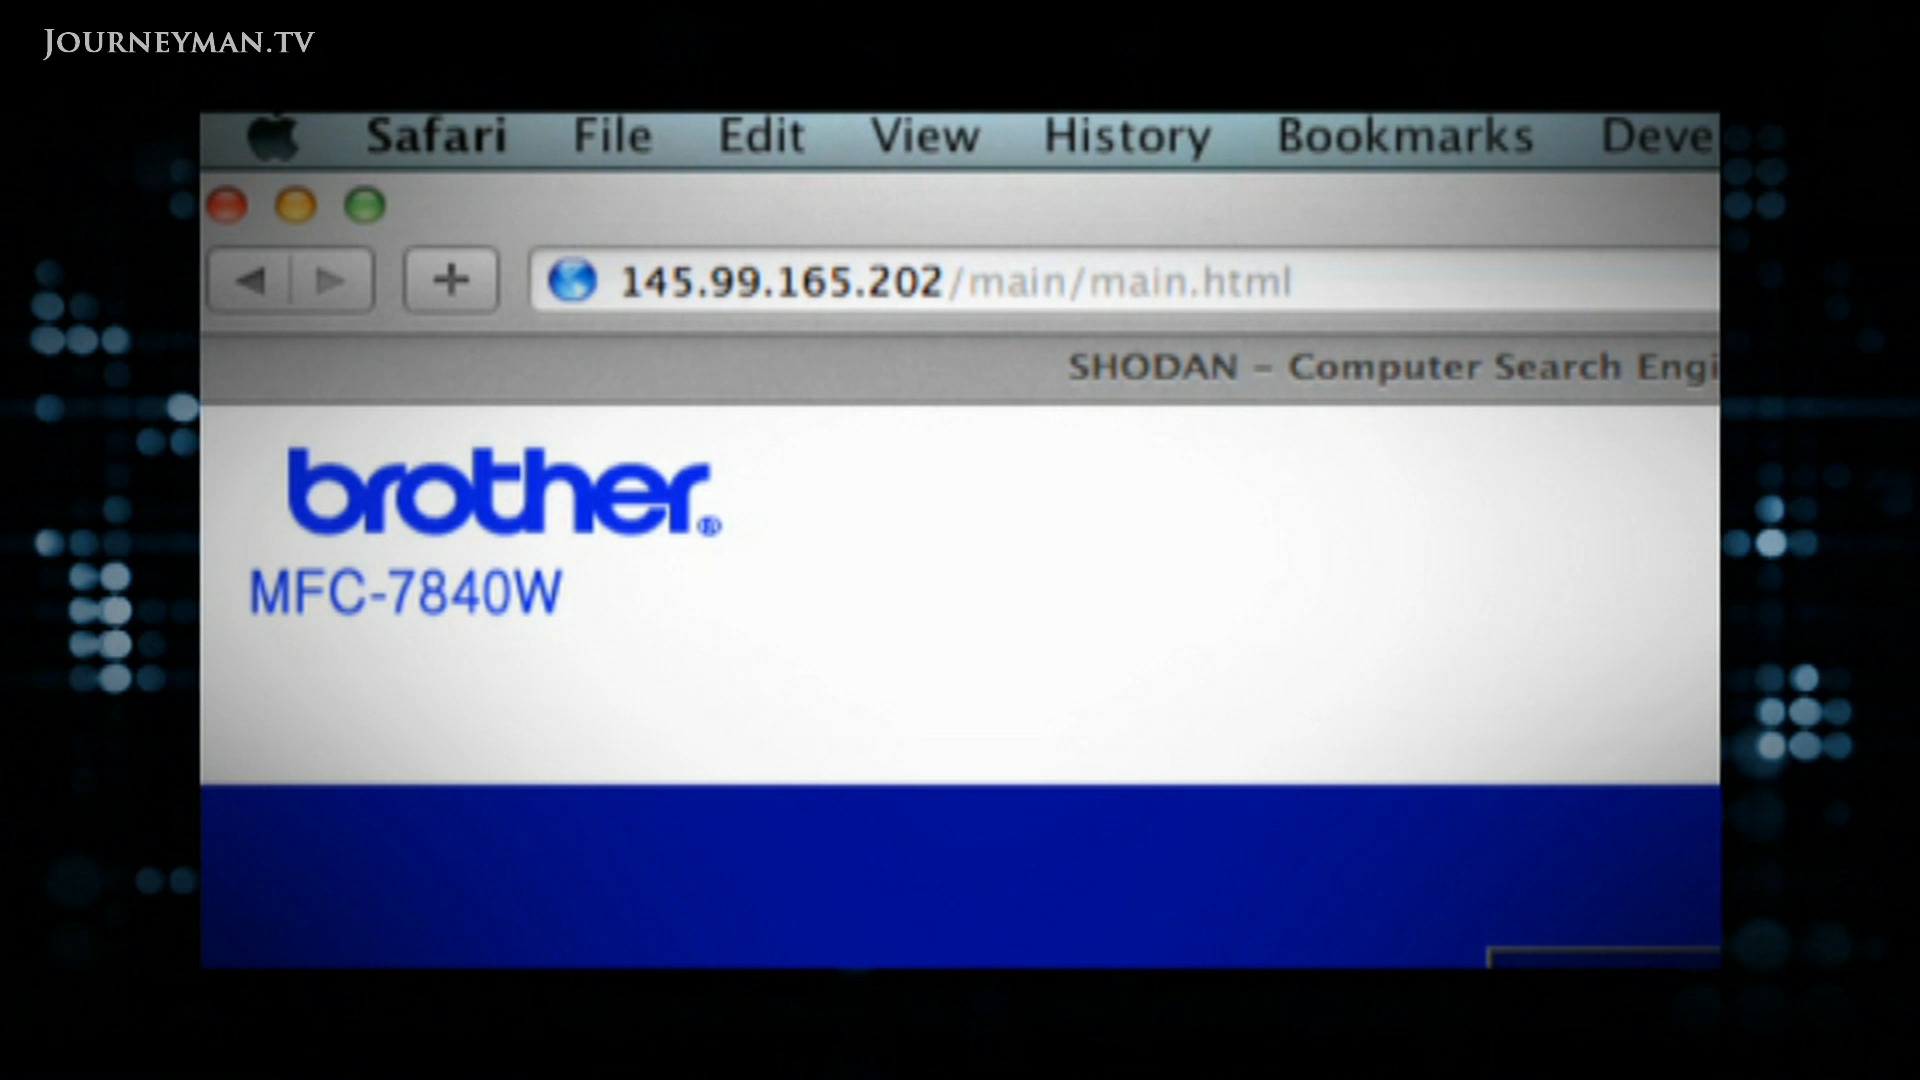 JOURNEYMAN.TV
Safari File Edit View History Bookmarks Deve
145.99.165.202/main/main.html
SHODAN – Computer Search Engi
brother®
MFC-7840W